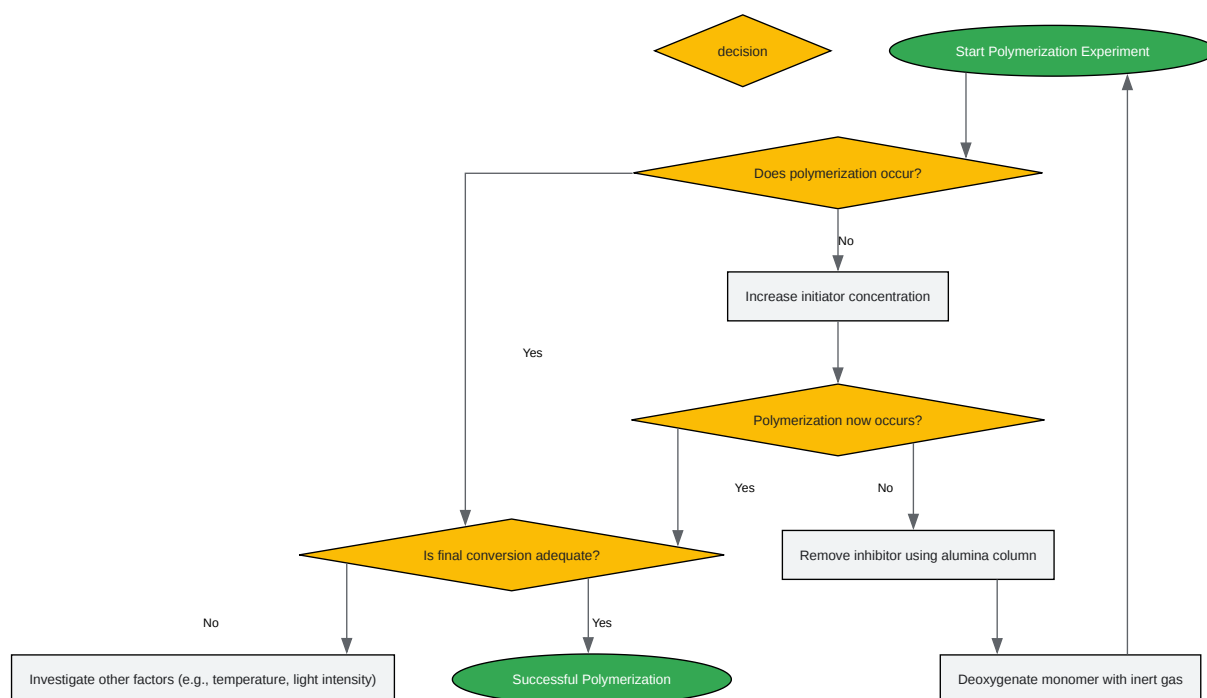 decision
Start Polymerization Experiment
Does polymerization occur?
No
Increase initiator concentration
Yes
Polymerization now occurs?
Yes
No
Is final conversion adequate?
Remove inhibitor using alumina column
No
Yes
Investigate other factors (e.g., temperature, light intensity)
Successful Polymerization
Deoxygenate monomer with inert gas